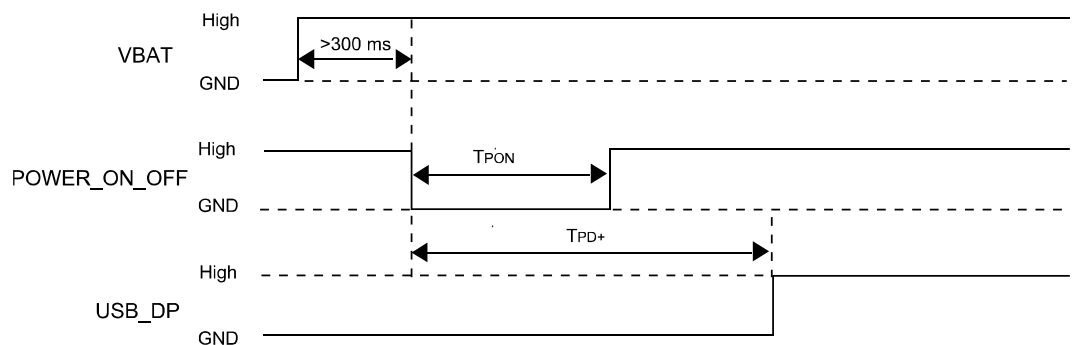 High
>300 ms
VBAT
GND
High
TPON
POWER_ON_OFF
GND
TPD+
High
USB_DP
GND